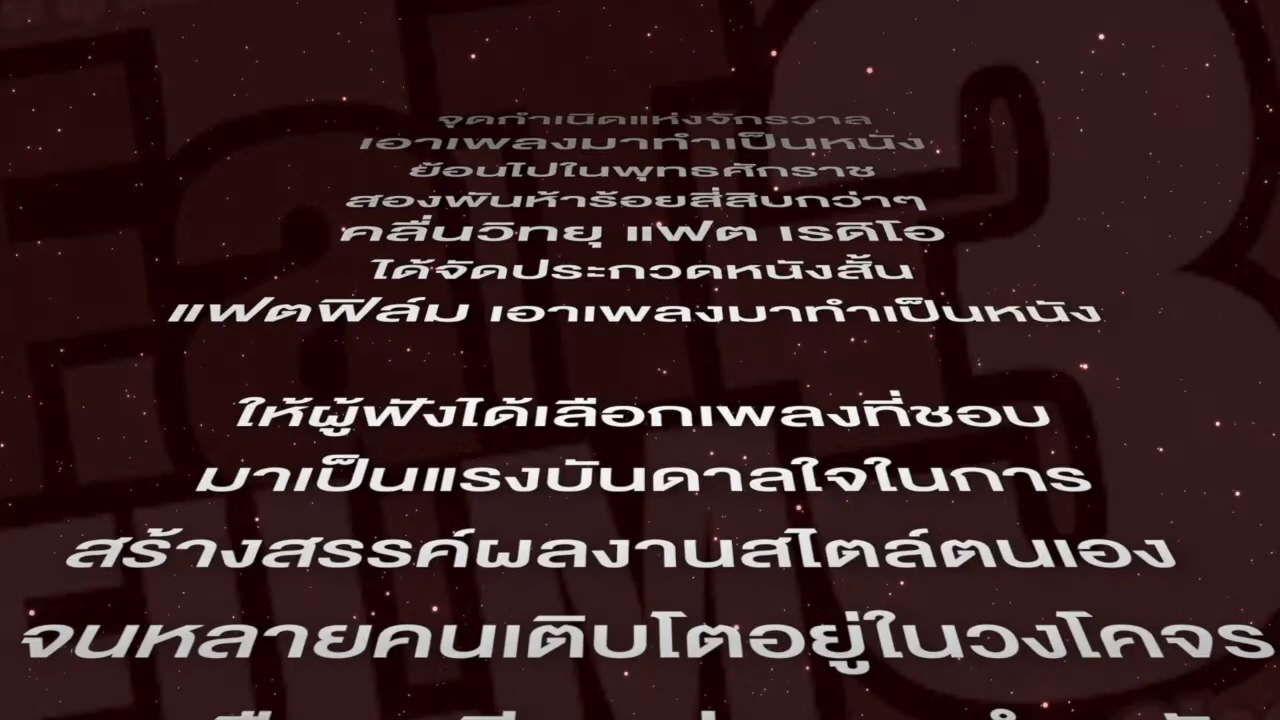 จุดกำเนิดแห่งจักรวาล
เอาเพลงมาทำเป็นหนัง
ย้อนไปในพุทธศักราช
สองพันห้าร้อยสี่สิบกว่าๆ
คลื่นวิทยุ แฟต เรดิโอ
ได้จัดประกวดหนังสั้น
แฟตฟิล์ม เอาเพลงมาทำเป็นหนัง
ให้ผู้ฟังได้เลือกเพลงที่ชอบ
มาเป็นแรงบันดาลใจในการ
สร้างสรรค์ผลงานสไตล์ตนเอง
จนหลายคนเติบโตอยู่ในวงโคจร